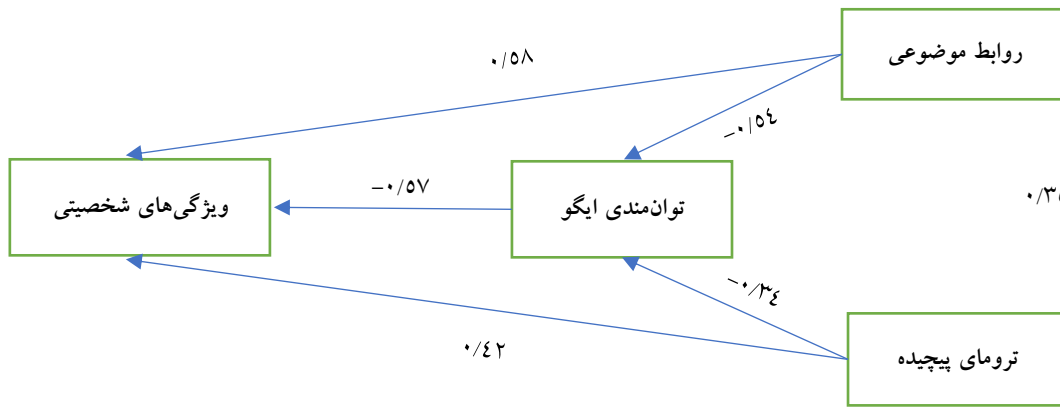 روابط موضوعی
۰/۵۸
-۰/۵٤
ویژگی‌های شخصیتی
-۰/۵۷
توان‌مندی ایگو
-۰/۳٤
ترومای پیچیده
۰/٤۲